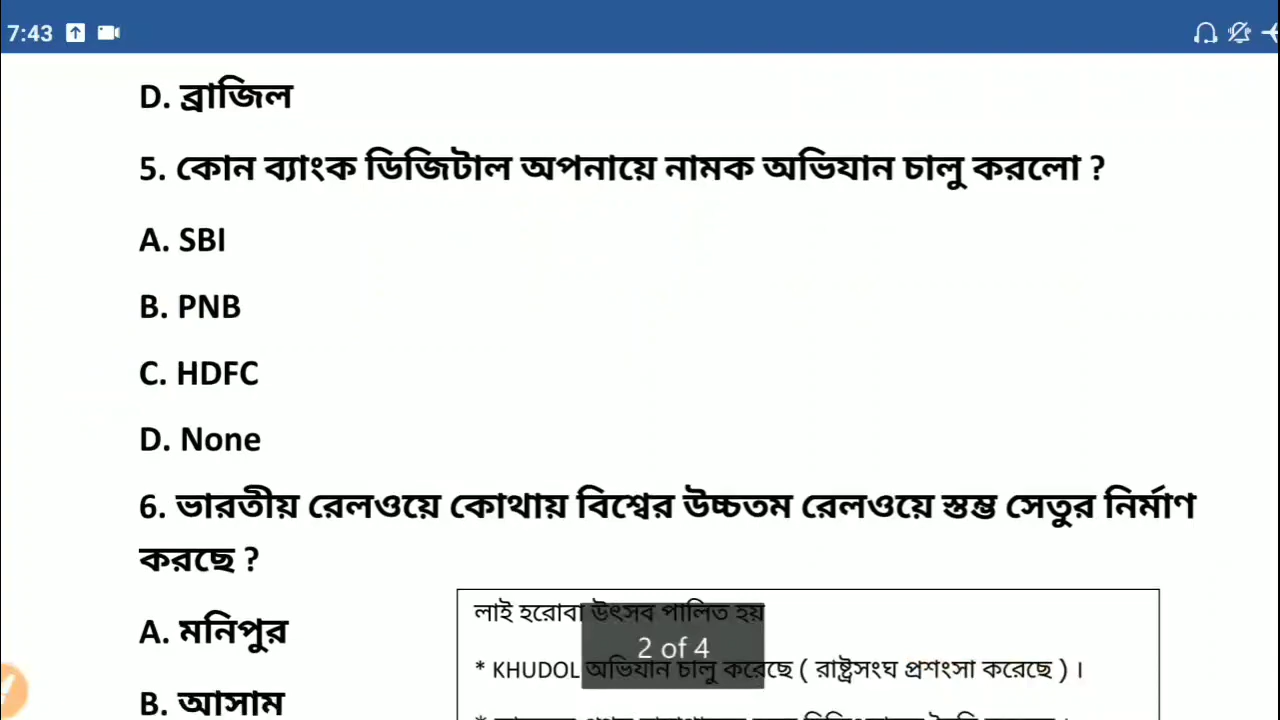 7:43
D. ব্রাজিল
5. কোন ব্যাংক ডিজিটাল অপনায়ে নামক অভিযান চালু করলো ?
A. SBI
B. PNB
C. HDFC
D. None
6. ভারতীয় রেলওয়ে কোথায় বিশ্বের উচ্চতম রেলওয়ে স্তম্ভ সেতুর নির্মাণ
করছে ?
A. মনিপুর
B. আসাম
লাই হরোবা উৎসব পালিত হয়
2 of 4
* KHUDOL অভিযান চালু করেছে ( রাষ্ট্রসংঘ প্রশংসা করেছে ) ।